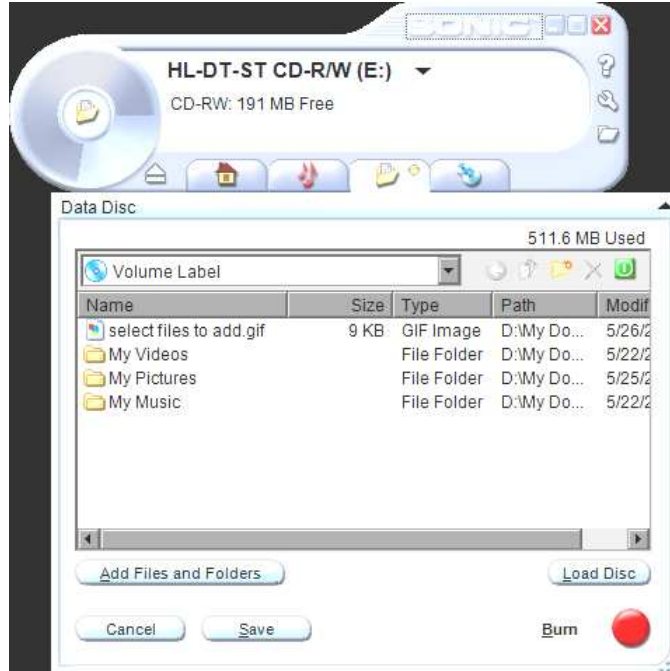 SONIC
HL-DT-ST CD-R/W (E:)
CD-RW: 191 MB Free
Data Disc
511.6 MB Used
Volume Label
Name Size Type Path Modif
select files to add.gif 9 KB GIF Image D:\My Do... 5/26/2
My Videos File Folder D:\My Do... 5/22/2
My Pictures File Folder D:\My Do... 5/25/2
My Music File Folder D:\My Do... 5/22/2
Add Files and Folders Load Disc
Cancel Save Burn